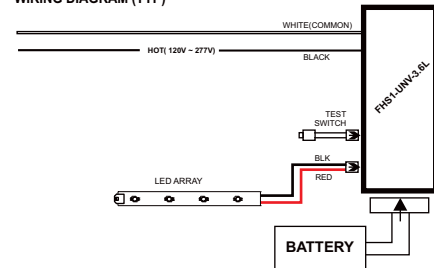 WIRING DIAGRAM (TYP)
WHITE(COMMON)
HOT( 120V ~ 277V)
BLACK
FHS1-UNV-3.6L
TEST
SWITCH
BLK
RED
LED ARRAY
BATTERY